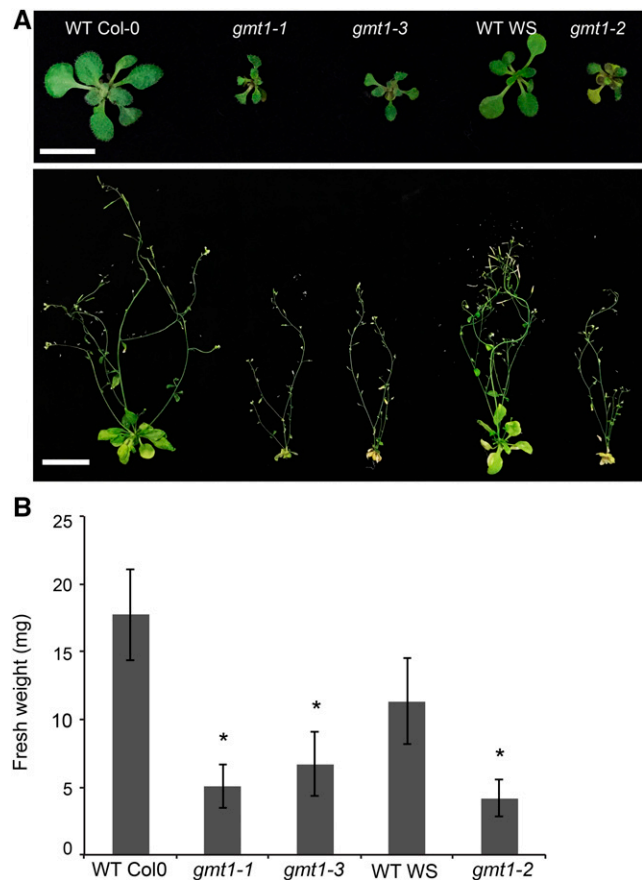 A
WT Col-0 gmt1-1 gmt1-3 WT WS gmt1-2
B
Fresh weight (mg)
25
20
15
10
5
0
* * *
WT Col0 gmt1-1 gmt1-3 WT WS gmt1-2